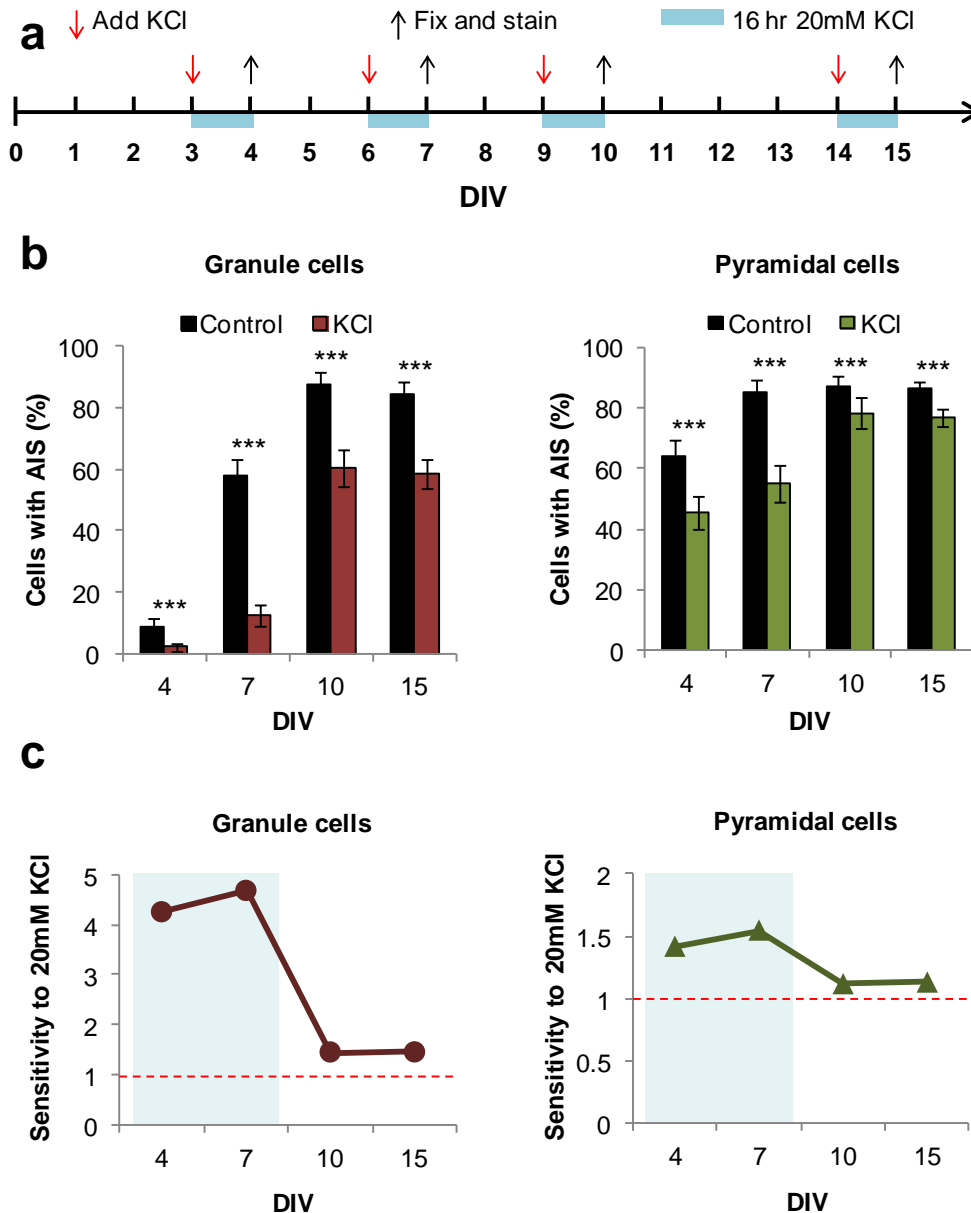 a
Add KCl
Fix and stain
16 hr 20mM KCl
0 1 2 3 4 5 6 7 8 9 10 11 12 13 14 15
DIV
b
Granule cells
Control KCl
Cells with AIS (%)
100
80
60
40
20
0
***
***
***
***
4 7 10 15
DIV
Pyramidal cells
Control KCl
Cells with AIS (%)
100
80
60
40
20
0
***
***
***
***
4 7 10 15
DIV
c
Granule cells
Sensitivity to 20mM KCl
5
4
3
2
1
0
4 7 10 15
DIV
Pyramidal cells
Sensitivity to 20mM KCl
2
1.5
1
0.5
0
4 7 10 15
DIV